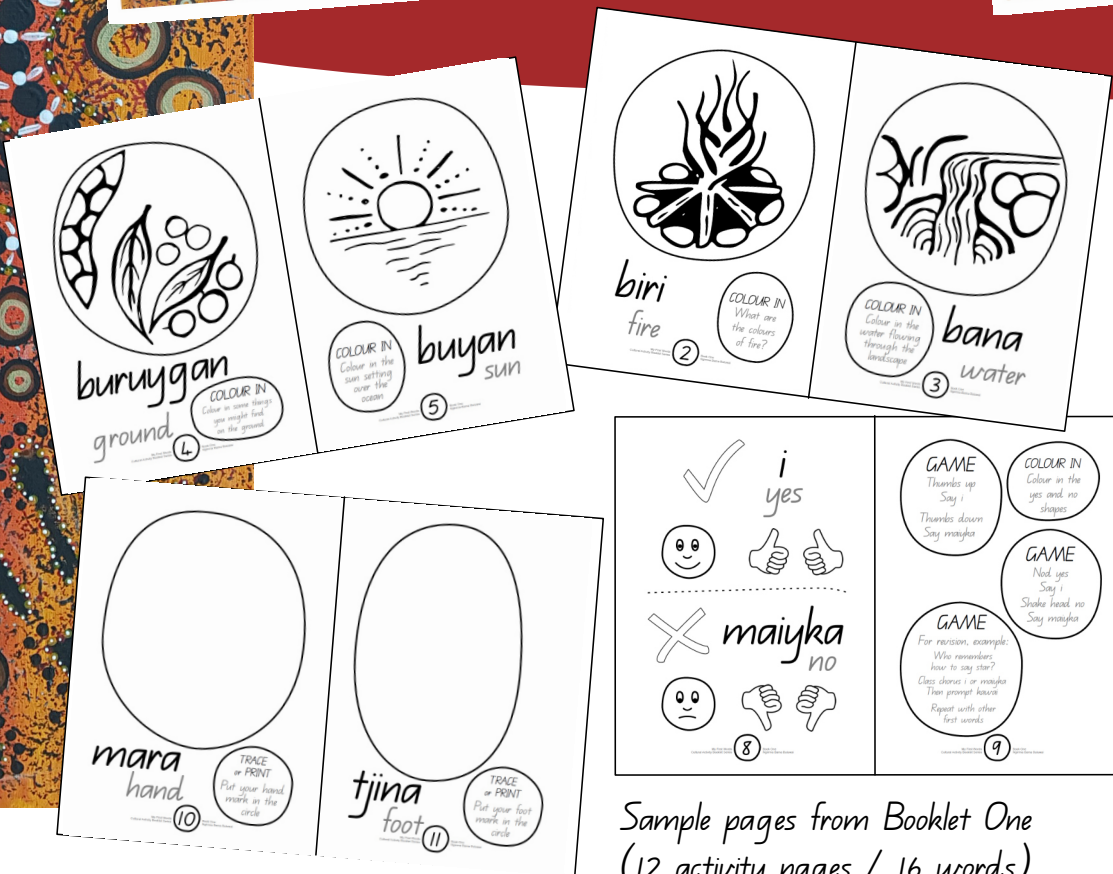 buruygan
ground
COLOUR IN
Colour in some things
you might find
on the ground
4
COLOUR IN
Colour in the
sun setting
over the
ocean
buyan
sun
5
biri
fire
COLOUR IN
What are
the colours
of fire?
2
COLOUR IN
Colour in the
water flowing
through the
landscape
bana
water
3
mara
hand
TRACE
or PRINT
Put your hand
mark in the
circle
10
tjina
foot
TRACE
or PRINT
Put your foot
mark in the
circle
11
i
yes
maiyka
no
8
GAME
Thumbs up
Say i
Thumbs down
Say maiyka
COLOUR IN
Colour in the
yes and no
shapes
GAME
Nod yes
Say i
Shake head no
Say maiyka
GAME
For revision, example:
Who remembers
how to say star?
Class chorus i or maiyka
Then prompt kawai
Repeat with other
first words
9
Sample pages from Booklet One
(12 activity pages / 16 words)